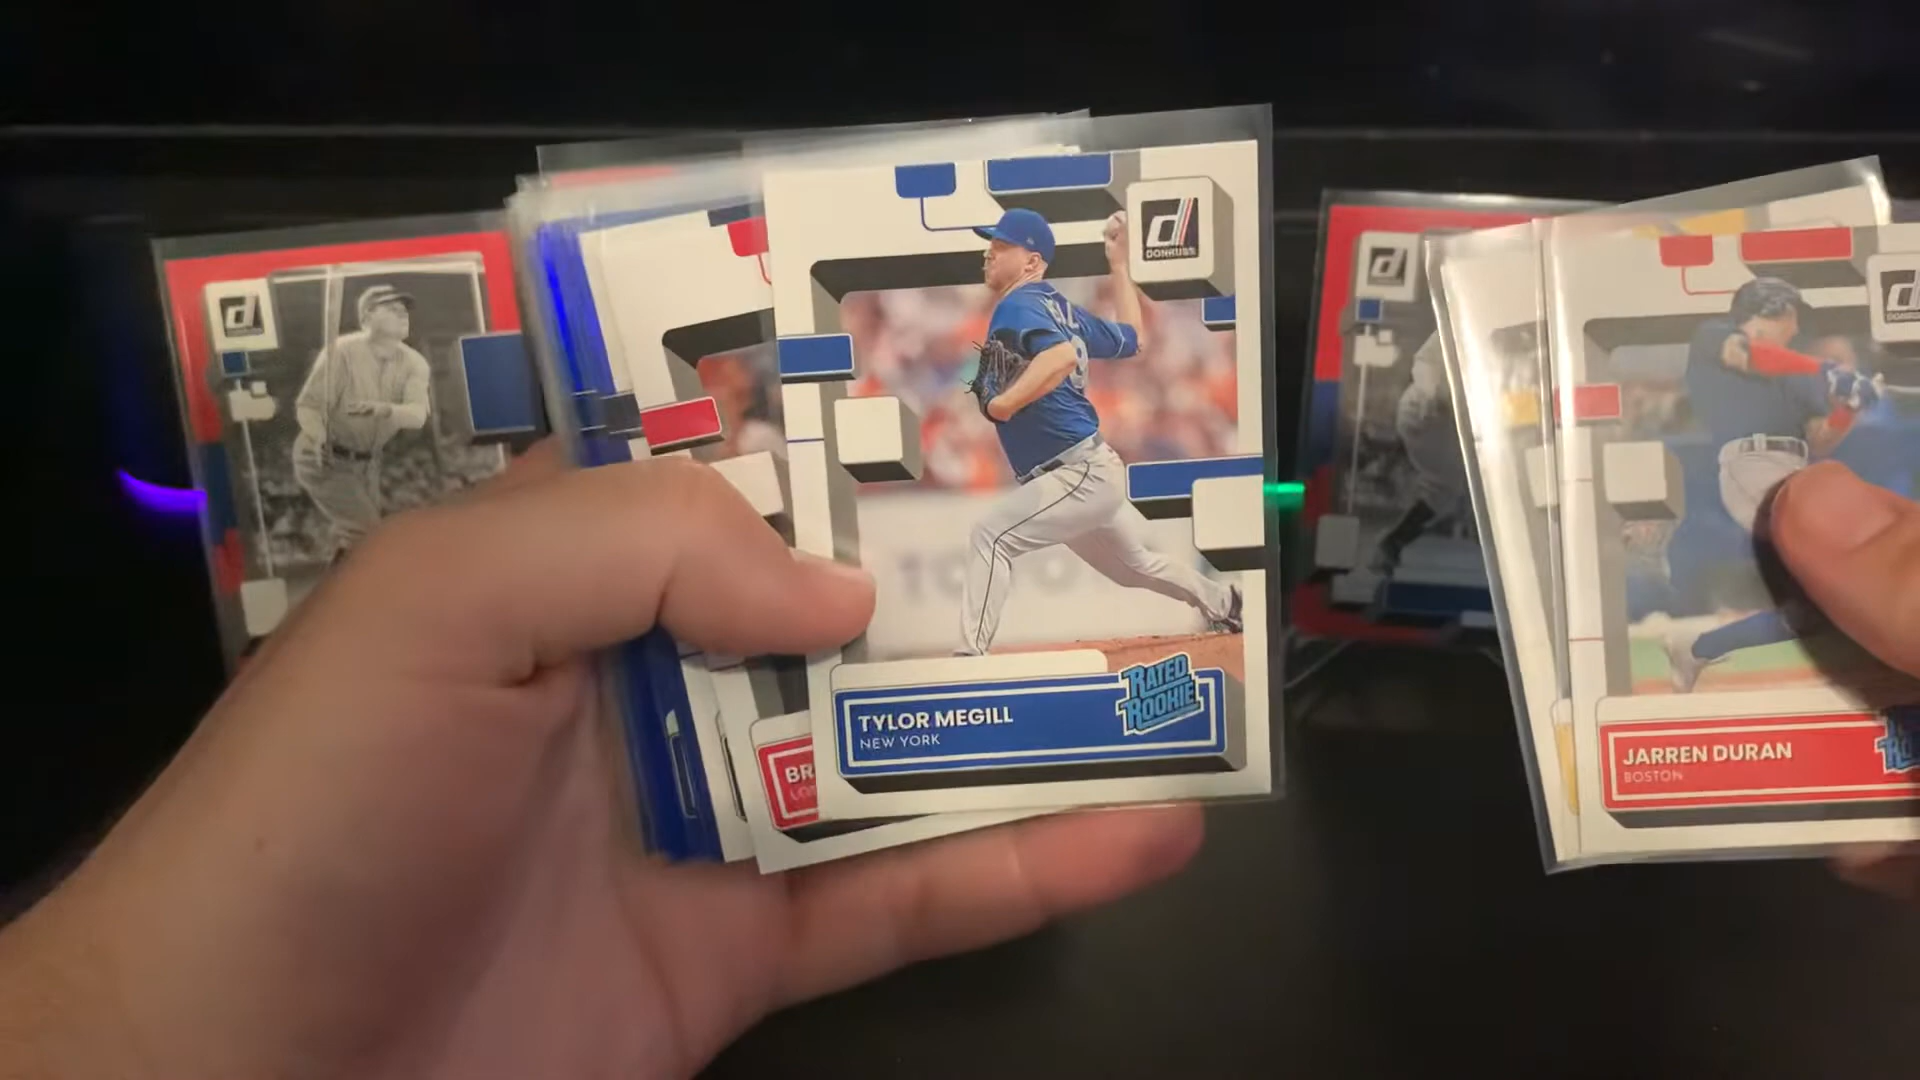 DONRUSS
RATED
ROOKIE
TYLOR MEGILL
NEW YORK
BR
JARREN DURAN
BOSTON